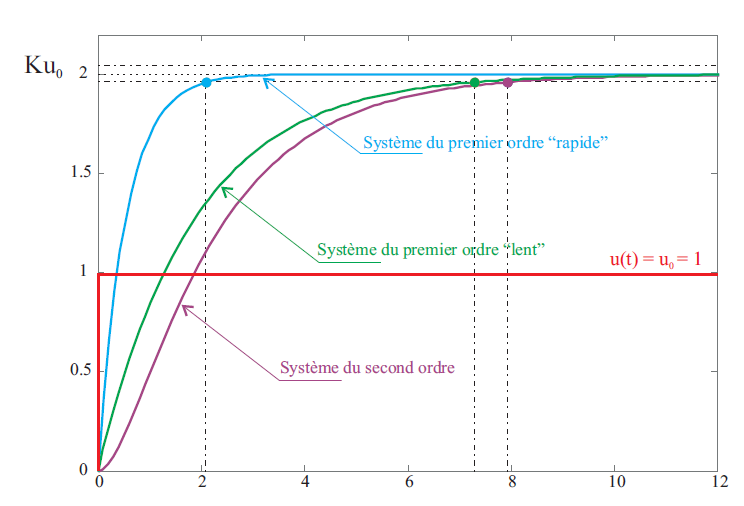 Ku₀
2
Système du premier ordre “rapide”
1.5
Système du premier ordre “lent”
u(t) = u₀ = 1
1
Système du second ordre
0.5
0
0 2 4 6 8 10 12